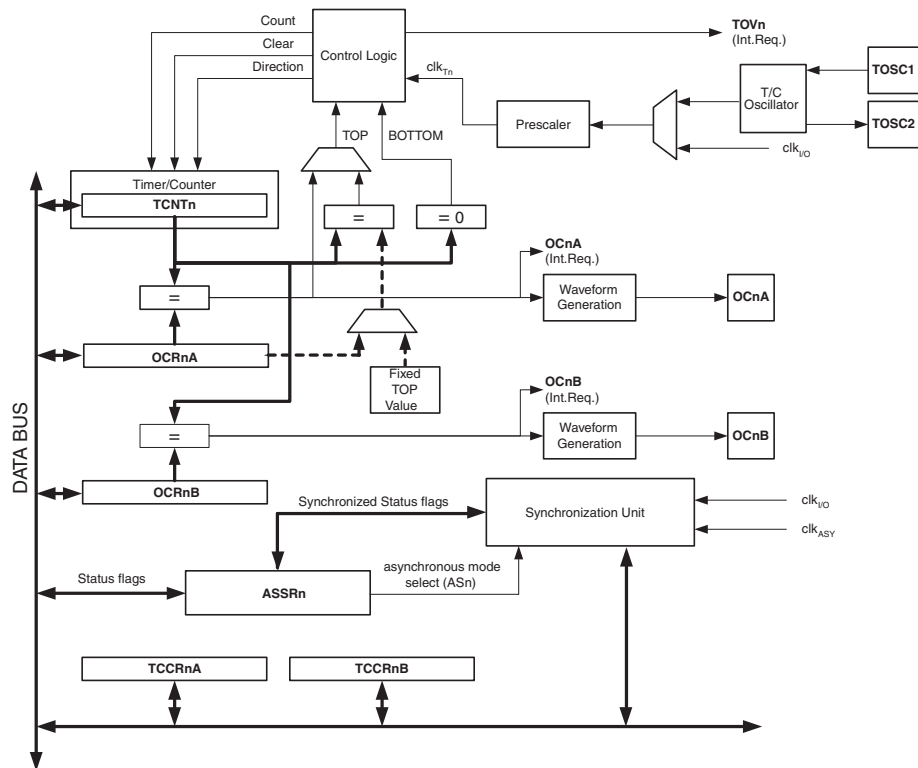 Count
Clear
Direction
Control Logic
TOVn
(Int.Req.)
clkTn
TOSC1
T/C
Oscillator
Prescaler
TOSC2
clkI/O
TOP
BOTTOM
Timer/Counter
TCNTn
=
= 0
OCnA
(Int.Req.)
=
Waveform
Generation
OCnA
OCRnA
Fixed
TOP
Value
OCnB
(Int.Req.)
=
Waveform
Generation
OCnB
OCRnB
DATA BUS
Synchronized Status flags
Synchronization Unit
clkI/O
clkASY
Status flags
asynchronous mode
select (ASn)
ASSRn
TCCRnA
TCCRnB